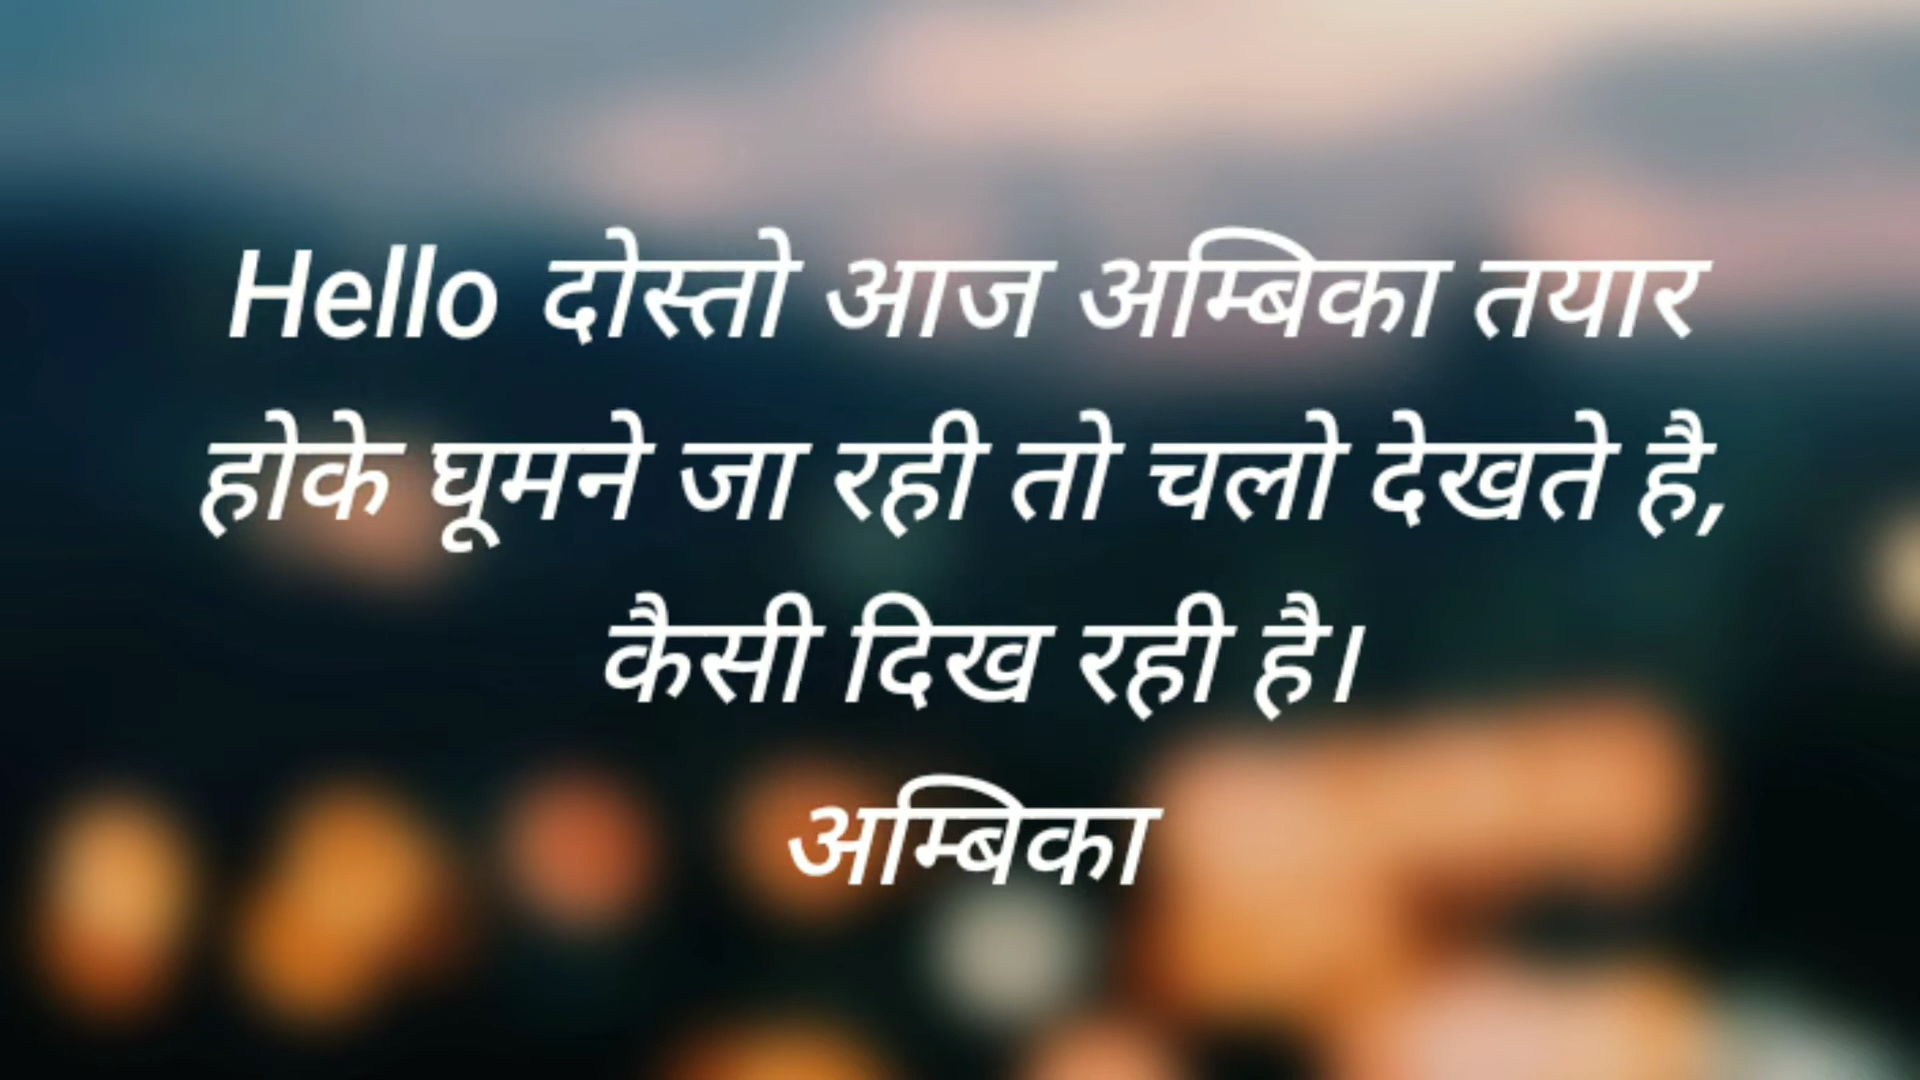 Hello दोस्तो आज अम्बिका तयार
होके घूमने जा रही तो चलो देखते है,
कैसी दिख रही है।
अम्बिका